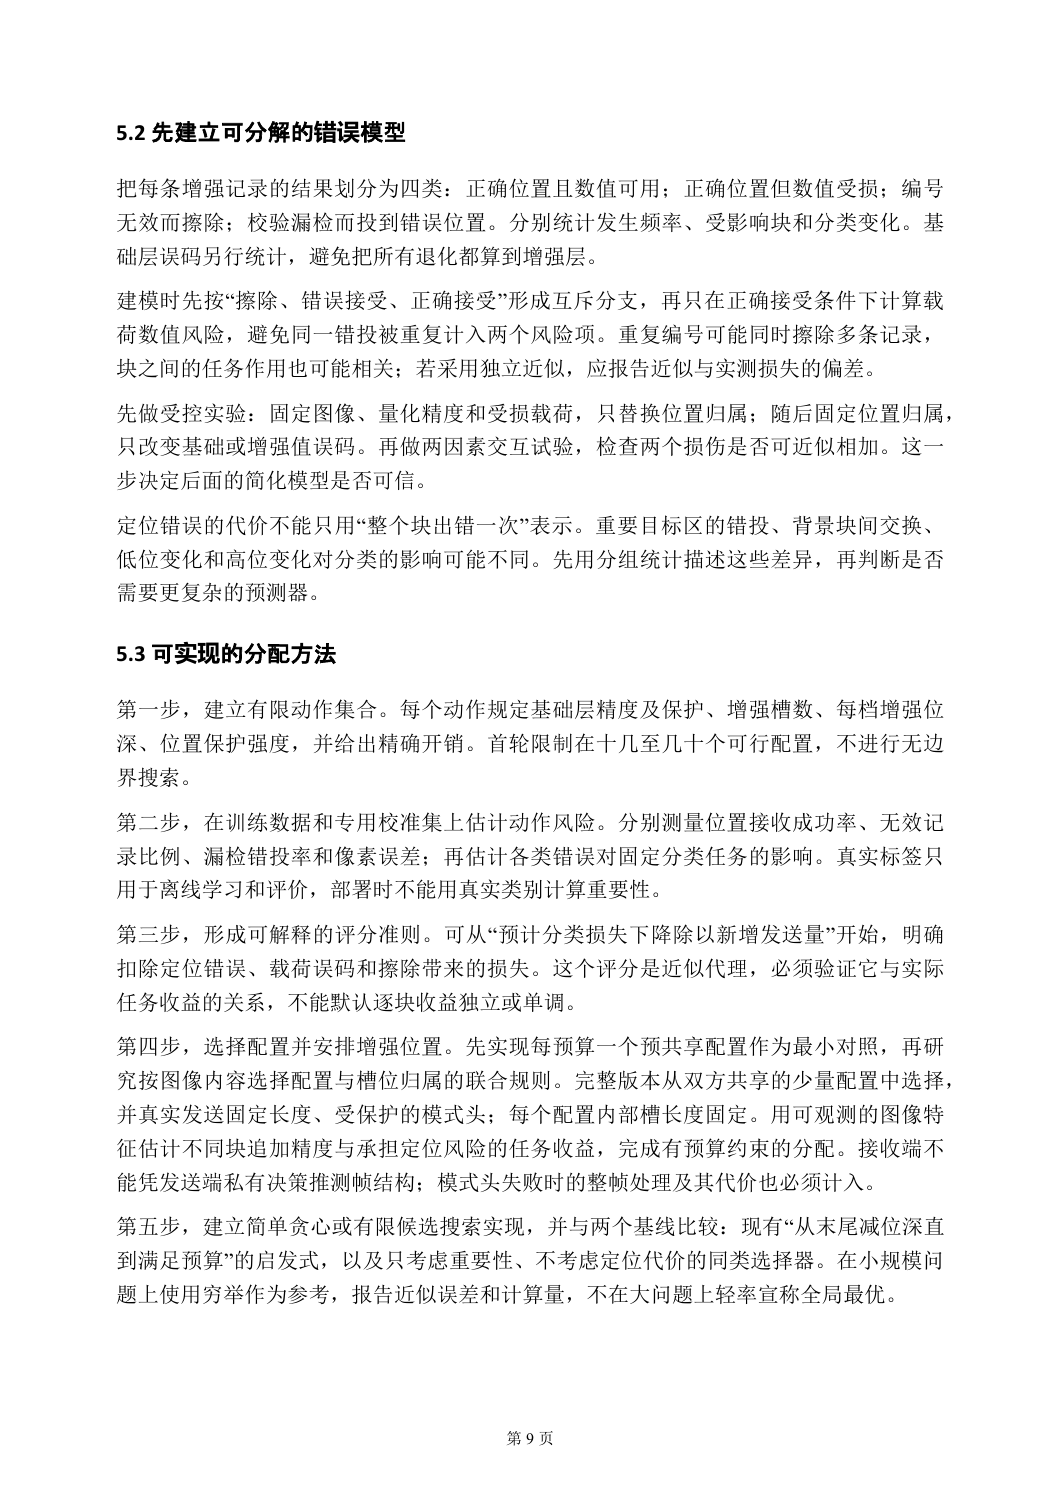 5.2 先建立可分解的错误模型
把每条增强记录的结果划分为四类：正确位置且数值可用；正确位置但数值受损；编号
无效而擦除；校验漏检而投到错误位置。分别统计发生频率、受影响块和分类变化。基
础层误码另行统计，避免把所有退化都算到增强层。
建模时先按“擦除、错误接受、正确接受”形成互斥分支，再只在正确接受条件下计算载
荷数值风险，避免同一错投被重复计入两个风险项。重复编号可能同时擦除多条记录，
块之间的任务作用也可能相关；若采用独立近似，应报告近似与实测损失的偏差。
先做受控实验：固定图像、量化精度和受损载荷，只替换位置归属；随后固定位置归属，
只改变基础或增强值误码。再做两因素交互试验，检查两个损伤是否可近似相加。这一
步决定后面的简化模型是否可信。
定位错误的代价不能只用“整个块出错一次”表示。重要目标区的错投、背景块间交换、
低位变化和高位变化对分类的影响可能不同。先用分组统计描述这些差异，再判断是否
需要更复杂的预测器。
5.3 可实现的分配方法
第一步，建立有限动作集合。每个动作规定基础层精度及保护、增强槽数、每档增强位
深、位置保护强度，并给出精确开销。首轮限制在十几至几十个可行配置，不进行无边
界搜索。
第二步，在训练数据和专用校准集上估计动作风险。分别测量位置接收成功率、无效记
录比例、漏检错投率和像素误差；再估计各类错误对固定分类任务的影响。真实标签只
用于离线学习和评价，部署时不能用真实类别计算重要性。
第三步，形成可解释的评分准则。可从“预计分类损失下降除以新增发送量”开始，明确
扣除定位错误、载荷误码和擦除带来的损失。这个评分是近似代理，必须验证它与实际
任务收益的关系，不能默认逐块收益独立或单调。
第四步，选择配置并安排增强位置。先实现每预算一个预共享配置作为最小对照，再研
究按图像内容选择配置与槽位归属的联合规则。完整版本从双方共享的少量配置中选择，
并真实发送固定长度、受保护的模式头；每个配置内部槽长度固定。用可观测的图像特
征估计不同块追加精度与承担定位风险的任务收益，完成有预算约束的分配。接收端不
能凭发送端私有决策推测帧结构；模式头失败时的整帧处理及其代价也必须计入。
第五步，建立简单贪心或有限候选搜索实现，并与两个基线比较：现有“从末尾减位深直
到满足预算”的启发式，以及只考虑重要性、不考虑定位代价的同类选择器。在小规模问
题上使用穷举作为参考，报告近似误差和计算量，不在大问题上轻率宣称全局最优。
第 9 页